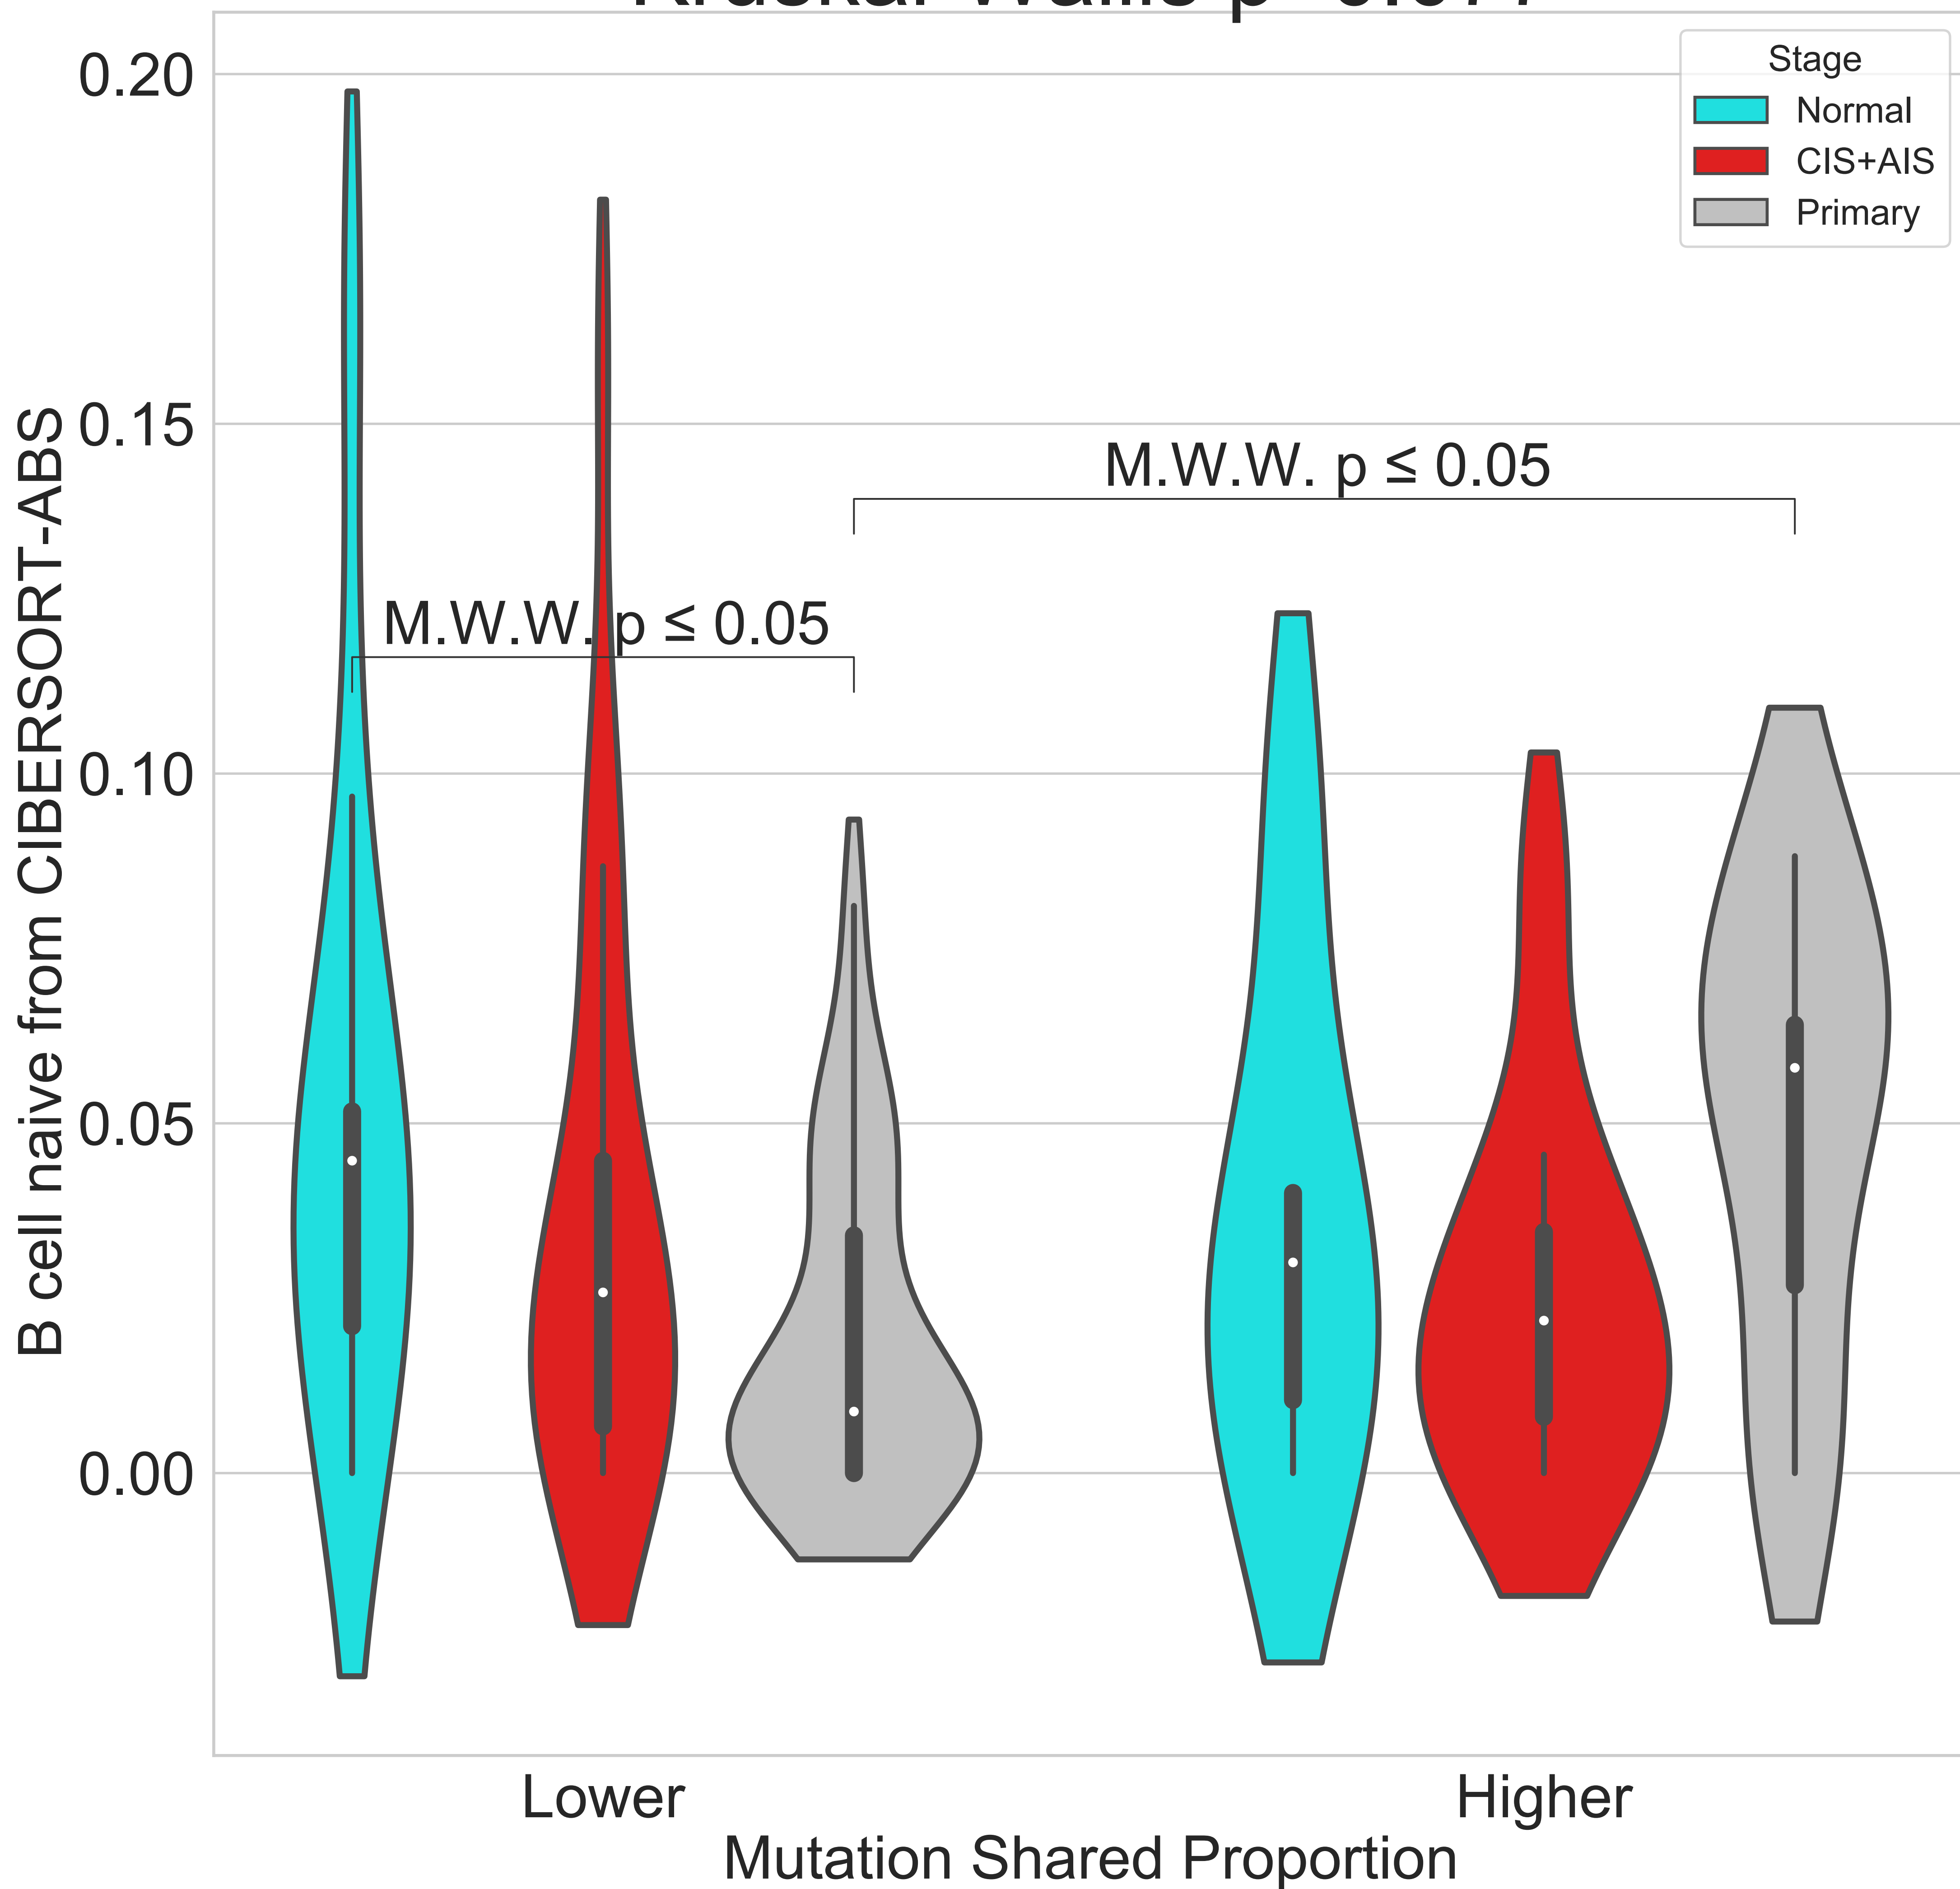 0.20
0.15
0.10
0.05
0.00
B cell naive from CIBERSORT-ABS
Stage
Normal
CIS+AIS
Primary
M.W.W. p ≤ 0.05
M.W.W. p ≤ 0.05
Lower
Higher
Mutation Shared Proportion